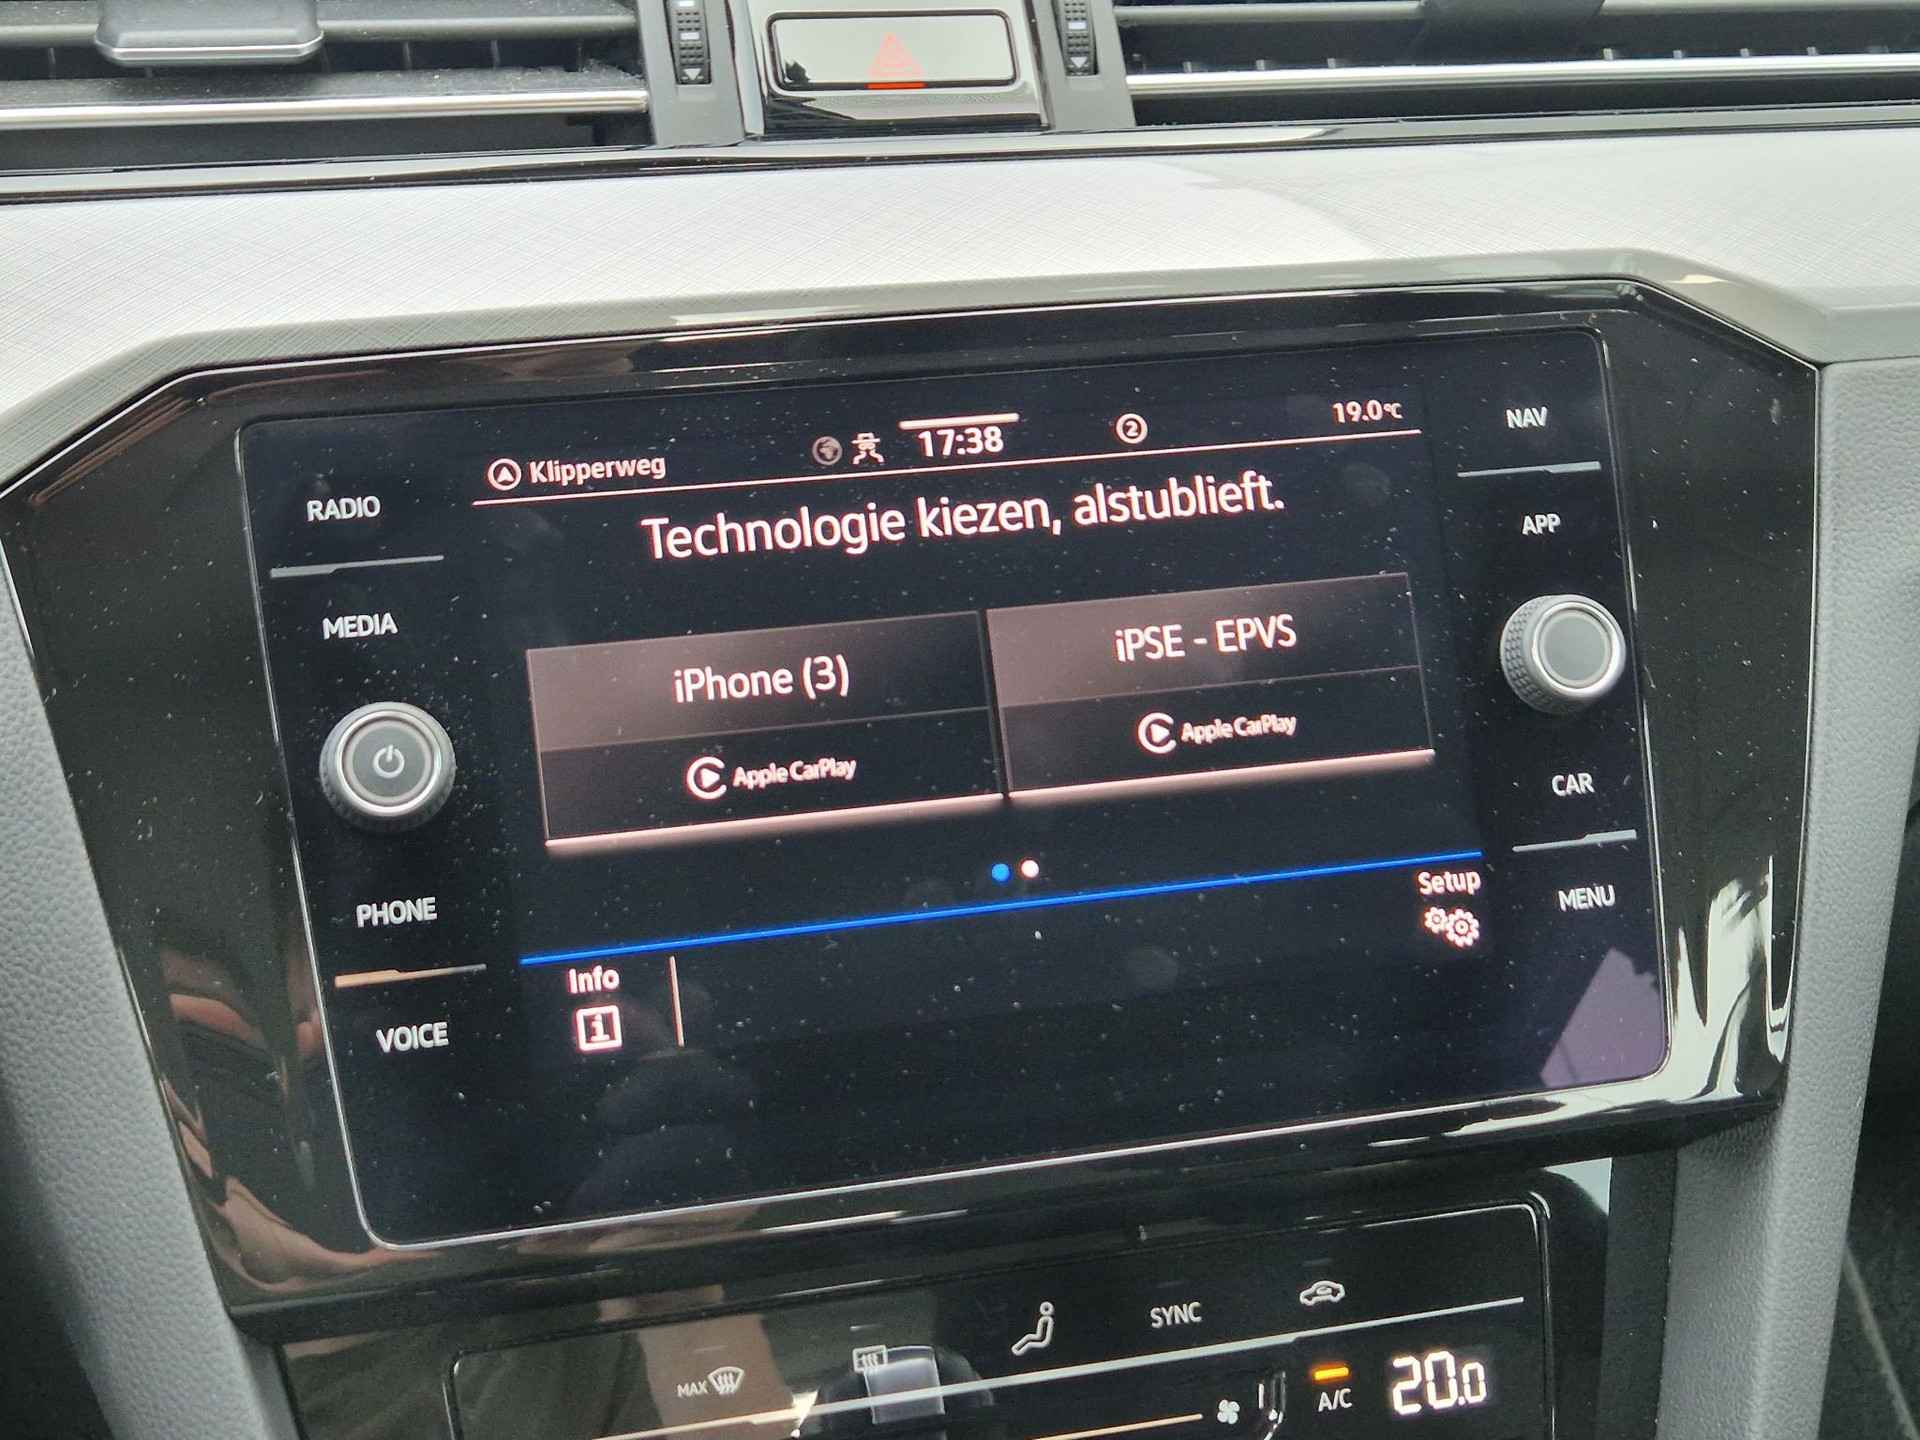 Klipperweg
17:38
2
19.0°C
Technologie kiezen, alstublieft.
iPhone (3)
Apple CarPlay
iPSE - EPVS
Apple CarPlay
Setup
Info
i
RADIO
MEDIA
PHONE
VOICE
NAV
APP
CAR
MENU
MAX
SYNC
A/C
20.0